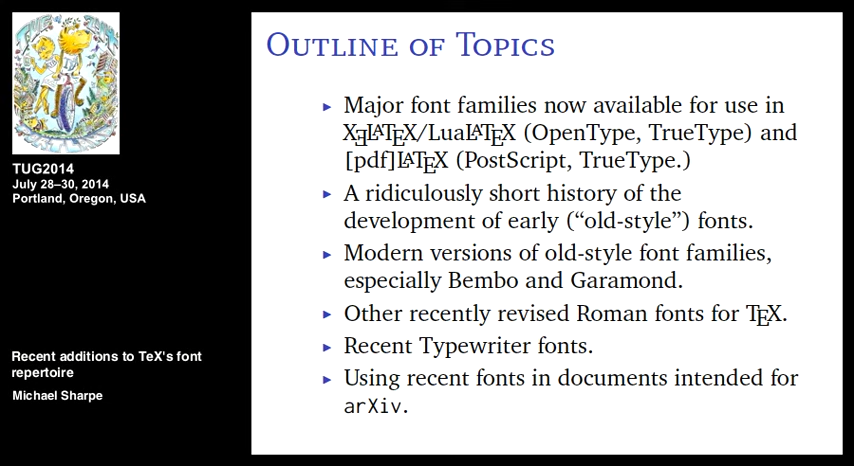 TUG2014
July 28–30, 2014
Portland, Oregon, USA
Recent additions to TeX's font
repertoire
Michael Sharpe
Outline of Topics
▸ Major font families now available for use in
XƎLATEX/LuaLATEX (OpenType, TrueType) and
[pdf]LATEX (PostScript, TrueType.)
▸ A ridiculously short history of the
development of early (“old-style”) fonts.
▸ Modern versions of old-style font families,
especially Bembo and Garamond.
▸ Other recently revised Roman fonts for TEX.
▸ Recent Typewriter fonts.
▸ Using recent fonts in documents intended for
arXiv.